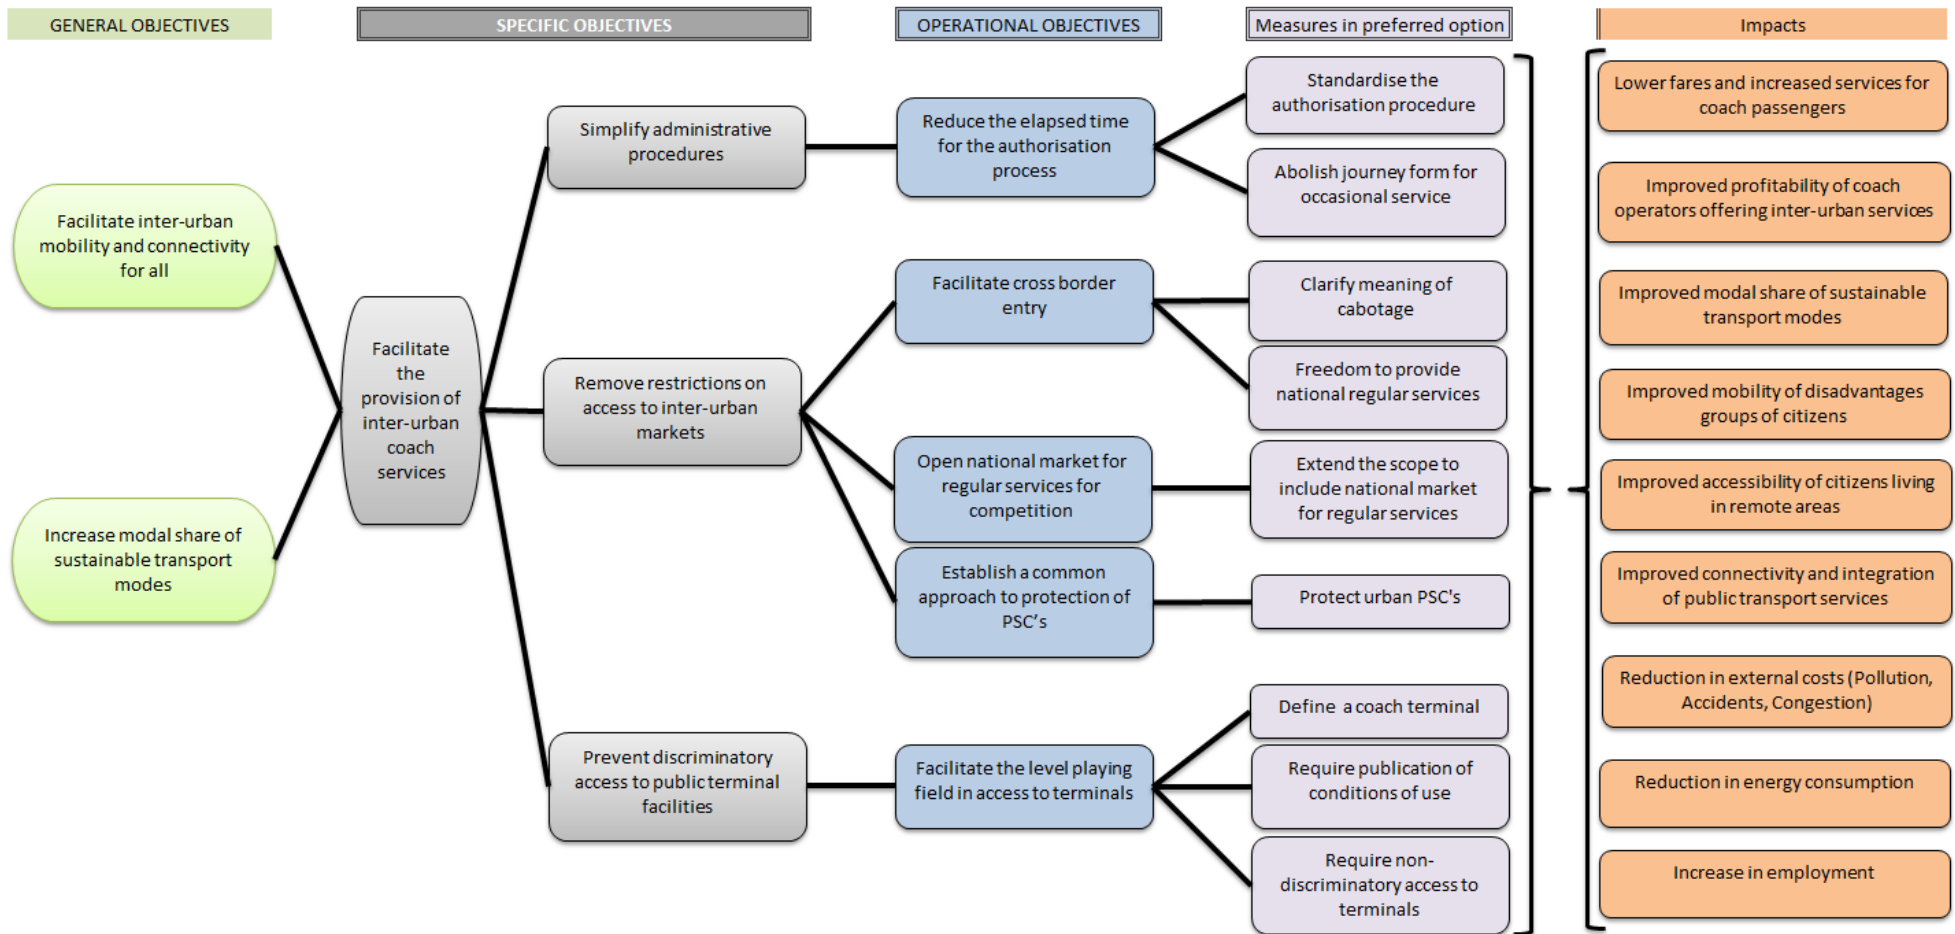 GENERAL OBJECTIVES
SPECIFIC OBJECTIVES
OPERATIONAL OBJECTIVES
Measures in preferred option
Impacts
Facilitate inter-urban
mobility and connectivity
for all
Increase modal share of
sustainable transport
modes
Facilitate
the
provision of
inter-urban
coach
services
Simplify administrative
procedures
Remove restrictions on
access to inter-urban
markets
Prevent discriminatory
access to public terminal
facilities
Reduce the elapsed time
for the authorisation
process
Facilitate cross border
entry
Open national market for
regular services for
competition
Establish a common
approach to protection of
PSC's
Facilitate the level playing
field in access to terminals
Standardise the
authorisation procedure
Abolish journey form for
occasional service
Clarify meaning of
cabotage
Freedom to provide
national regular services
Extend the scope to
include national market
for regular services
Protect urban PSC's
Define a coach terminal
Require publication of
conditions of use
Require non-
discriminatory access to
terminals
Lower fares and increased services for
coach passengers
Improved profitability of coach
operators offering inter-urban services
Improved modal share of sustainable
transport modes
Improved mobility of disadvantages
groups of citizens
Improved accessibility of citizens living
in remote areas
Improved connectivity and integration
of public transport services
Reduction in external costs (Pollution,
Accidents, Congestion)
Reduction in energy consumption
Increase in employment